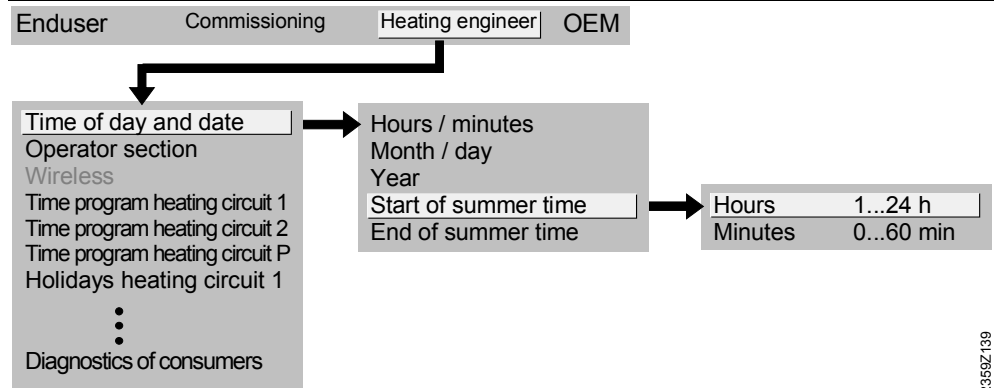 Enduser Commissioning Heating engineer OEM
Time of day and date
Operator section
Wireless
Time program heating circuit 1
Time program heating circuit 2
Time program heating circuit P
Holidays heating circuit 1
Diagnostics of consumers
Hours / minutes
Month / day
Year
Start of summer time
End of summer time
Hours 1...24 h
Minutes 0...60 min
2359Z139